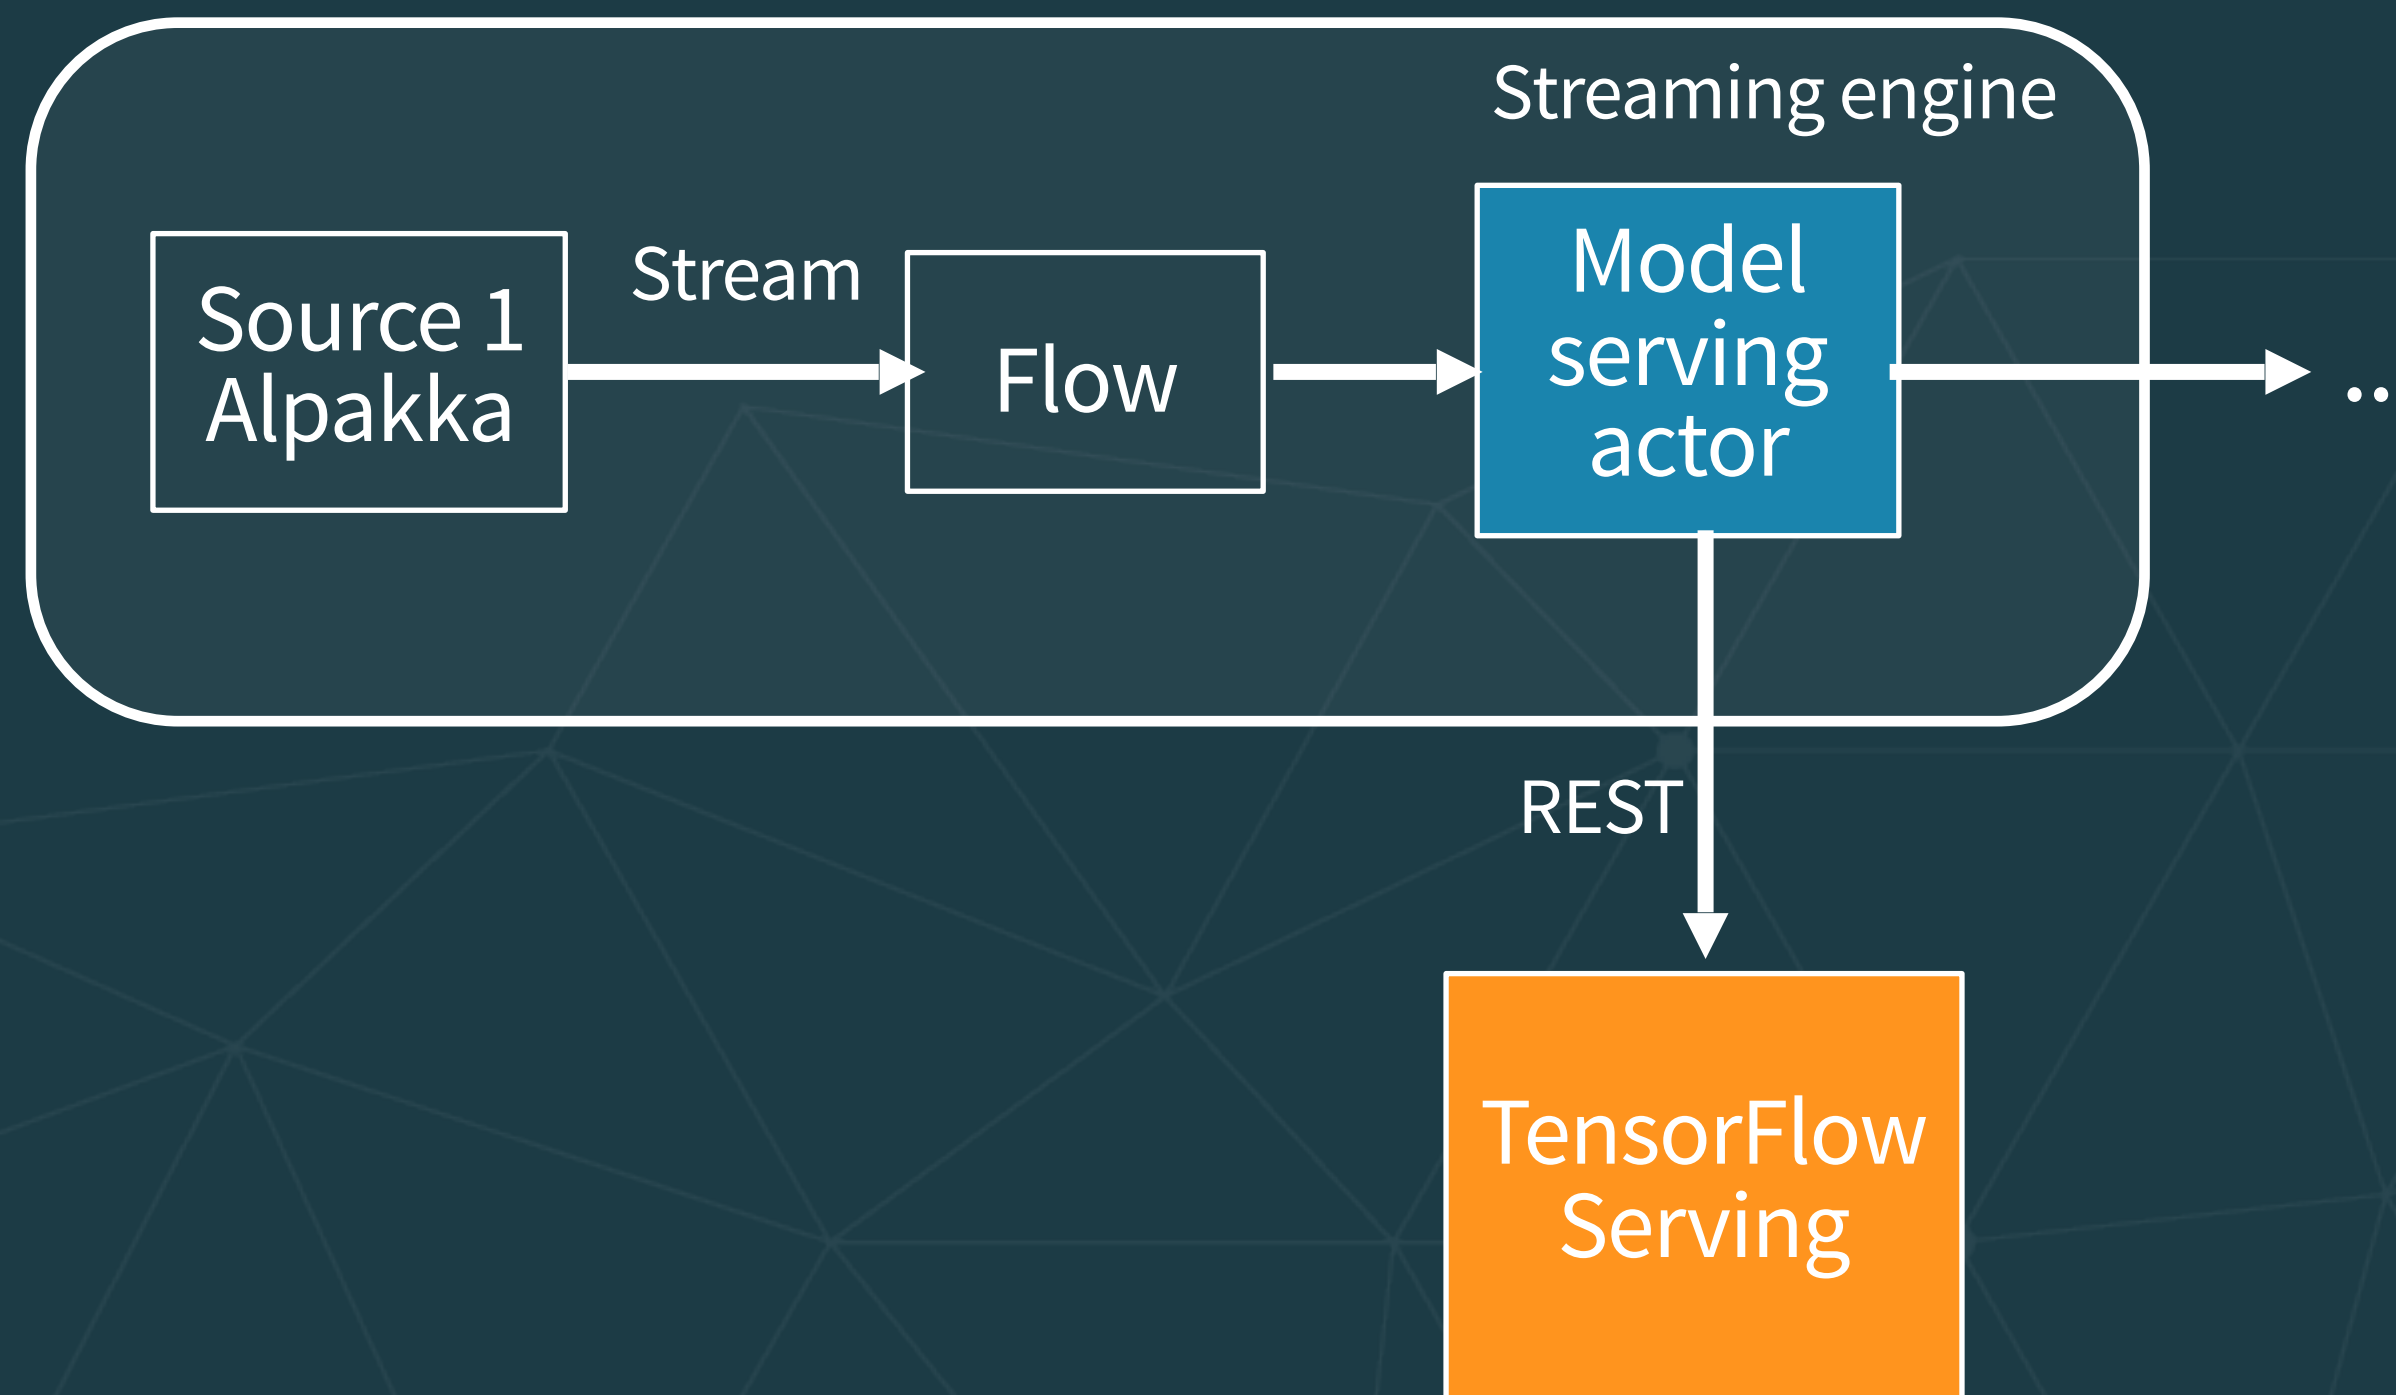 Streaming engine
Source 1
Alpakka
Stream
Flow
Model
serving
actor
..
REST
TensorFlow
Serving